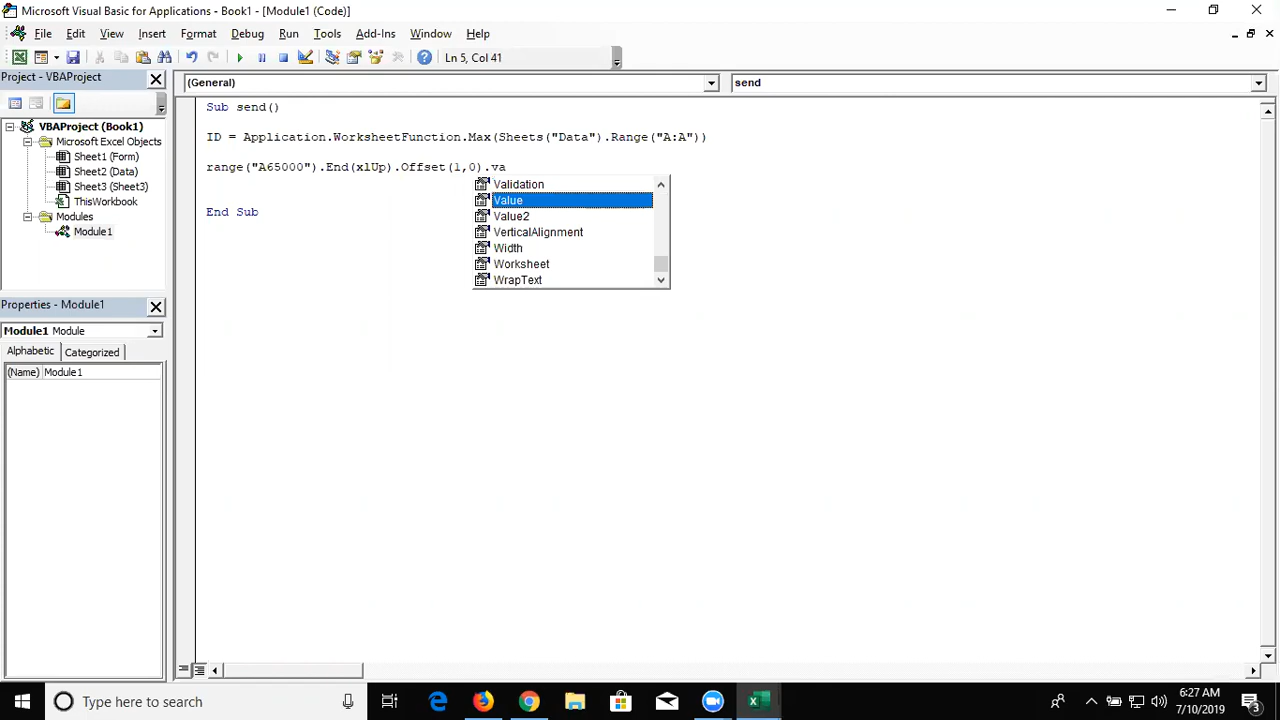 Microsoft Visual Basic for Applications - Book1 - [Module1 (Code)]
File Edit View Insert Format Debug Run Tools Add-Ins Window Help
Ln 5, Col 41
Project - VBAProject
(General)
send
VBAProject (Book1)
Microsoft Excel Objects
Sheet1 (Form)
Sheet2 (Data)
Sheet3 (Sheet3)
ThisWorkbook
Modules
Module1
Sub send()
ID = Application.WorksheetFunction.Max(Sheets("Data").Range("A:A"))
range("A65000").End(xlUp).Offset(1,0).va
Validation
Value
Value2
VerticalAlignment
Width
Worksheet
WrapText
End Sub
Properties - Module1
Module1 Module
Alphabetic Categorized
(Name) Module1
Type here to search
6:27 AM
7/10/2019
3